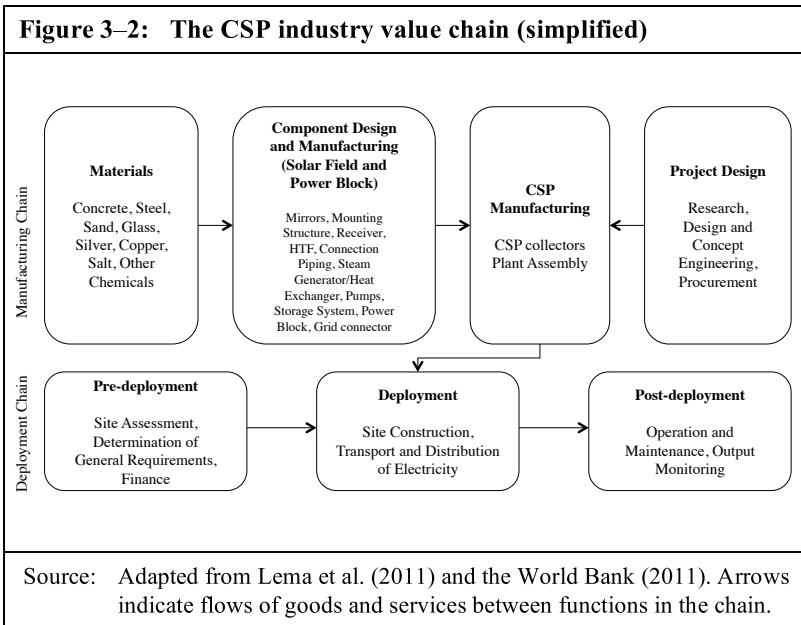 Figure 3–2: The CSP industry value chain (simplified)
Manufacturing Chain
Materials
Concrete, Steel,
Sand, Glass,
Silver, Copper,
Salt, Other
Chemicals
Component Design
and Manufacturing
(Solar Field and
Power Block)
Mirrors, Mounting
Structure, Receiver,
HTF, Connection
Piping, Steam
Generator/Heat
Exchanger, Pumps,
Storage System, Power
Block, Grid connector
CSP
Manufacturing
CSP collectors
Plant Assembly
Project Design
Research,
Design and
Concept
Engineering,
Procurement
Deployment Chain
Pre-deployment
Site Assessment,
Determination of
General Requirements,
Finance
Deployment
Site Construction,
Transport and Distribution
of Electricity
Post-deployment
Operation and
Maintenance, Output
Monitoring
Source: Adapted from Lema et al. (2011) and the World Bank (2011). Arrows
indicate flows of goods and services between functions in the chain.